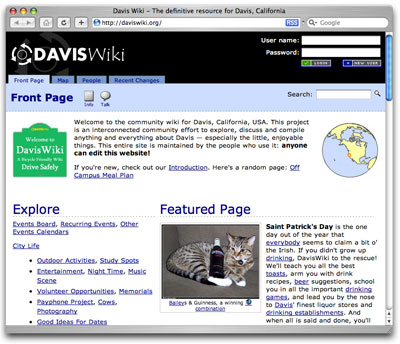 Davis Wiki - The definitive resource for Davis, California
http://daviswiki.org/
RSS
Google
DAVISWiki
User name:
Password:
LOGIN
NEW USER
Front Page
Map
People
Recent Changes
Front Page
Info
Talk
Search:
Welcome to
DavisWiki
A Bicycle-Friendly Wiki
Drive Safely
Welcome to the community wiki for Davis, California, USA. This project
is an interconnected community effort to explore, discuss and compile
anything and everything about Davis — especially the little, enjoyable
things. This entire site is maintained by the people who use it: anyone
can edit this website!
If you're new, check out our Introduction. Here's a random page: Off
Campus Meal Plan
Explore
Events Board, Recurring Events, Other
Events Calendars
City Life
• Outdoor Activities, Study Spots
• Entertainment, Night Time, Music
Scene
• Volunteer Opportunities, Memorials
• Payphone Project, Cows,
Photography
• Good Ideas For Dates
Featured Page
Baileys & Guinness, a winning
combination
Saint Patrick's Day is the one
day out of the year that
everybody seems to claim a bit o'
the Irish. If you didn't grow up
drinking, DavisWiki to the rescue!
We'll teach you all the best
toasts, arm you with drink
recipes, beer suggestions, school
you in all the important drinking
games, and lead you by the nose
to Davis' finest liquor stores and
drinking establishments. And
when all is said and done, you'll